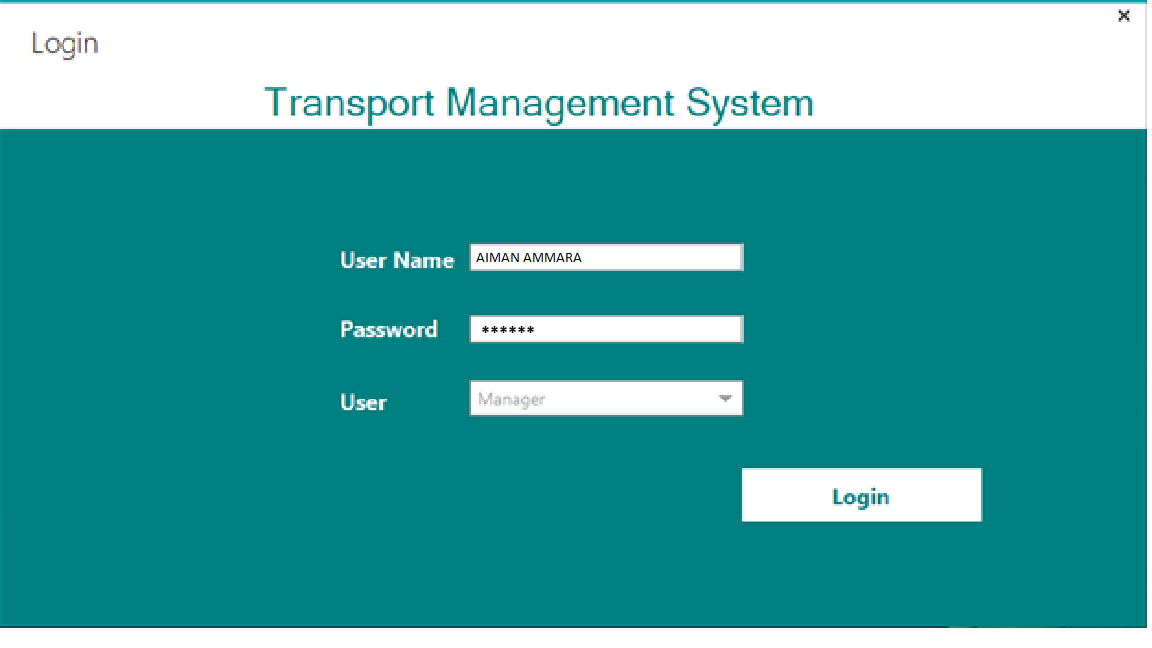 ×
Login
Transport Management System
User Name AIMAN AMMARA
Password ******
User Manager
Login